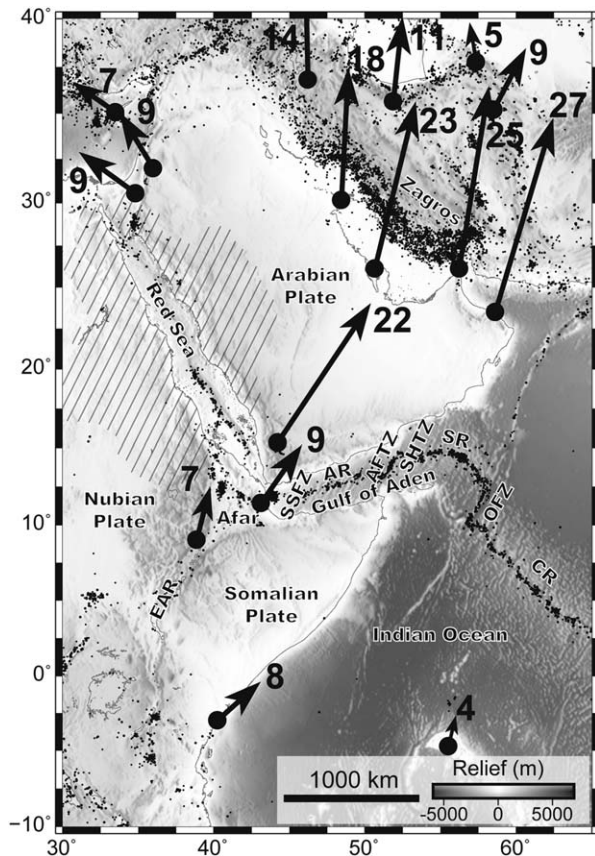 40°
14
18
11
5
9
7
9
23
25
27
9
30°
Zagros
Arabian
Plate
Red Sea
22
20°
9
SR
AFTZ
SHTZ
7
AR
SSFZ
Gulf of Aden
OFZ
Nubian
Plate
Afar
10°
EAR
CR
Somalian
Plate
Indian Ocean
0°
8
4
1000 km
Relief (m)
-5000
0
5000
−10°
30°
40°
50°
60°